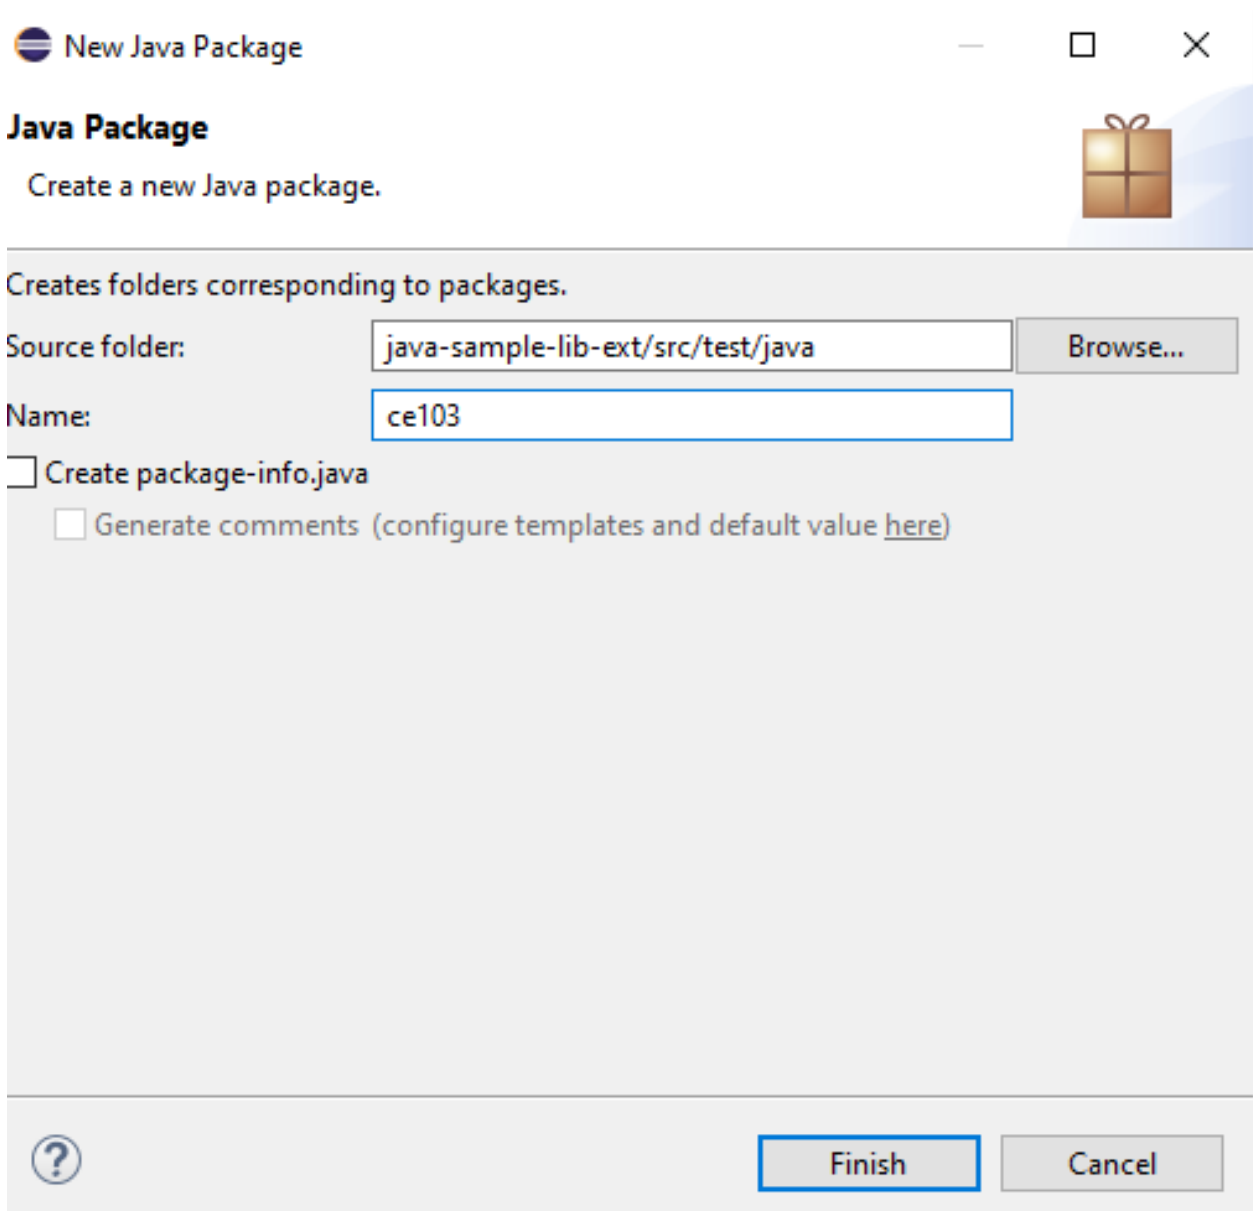 New Java Package
Java Package
Create a new Java package.
Creates folders corresponding to packages.
Source folder: java-sample-lib-ext/src/test/java Browse...
Name: ce103
Create package-info.java
Generate comments (configure templates and default value here)
? Finish Cancel